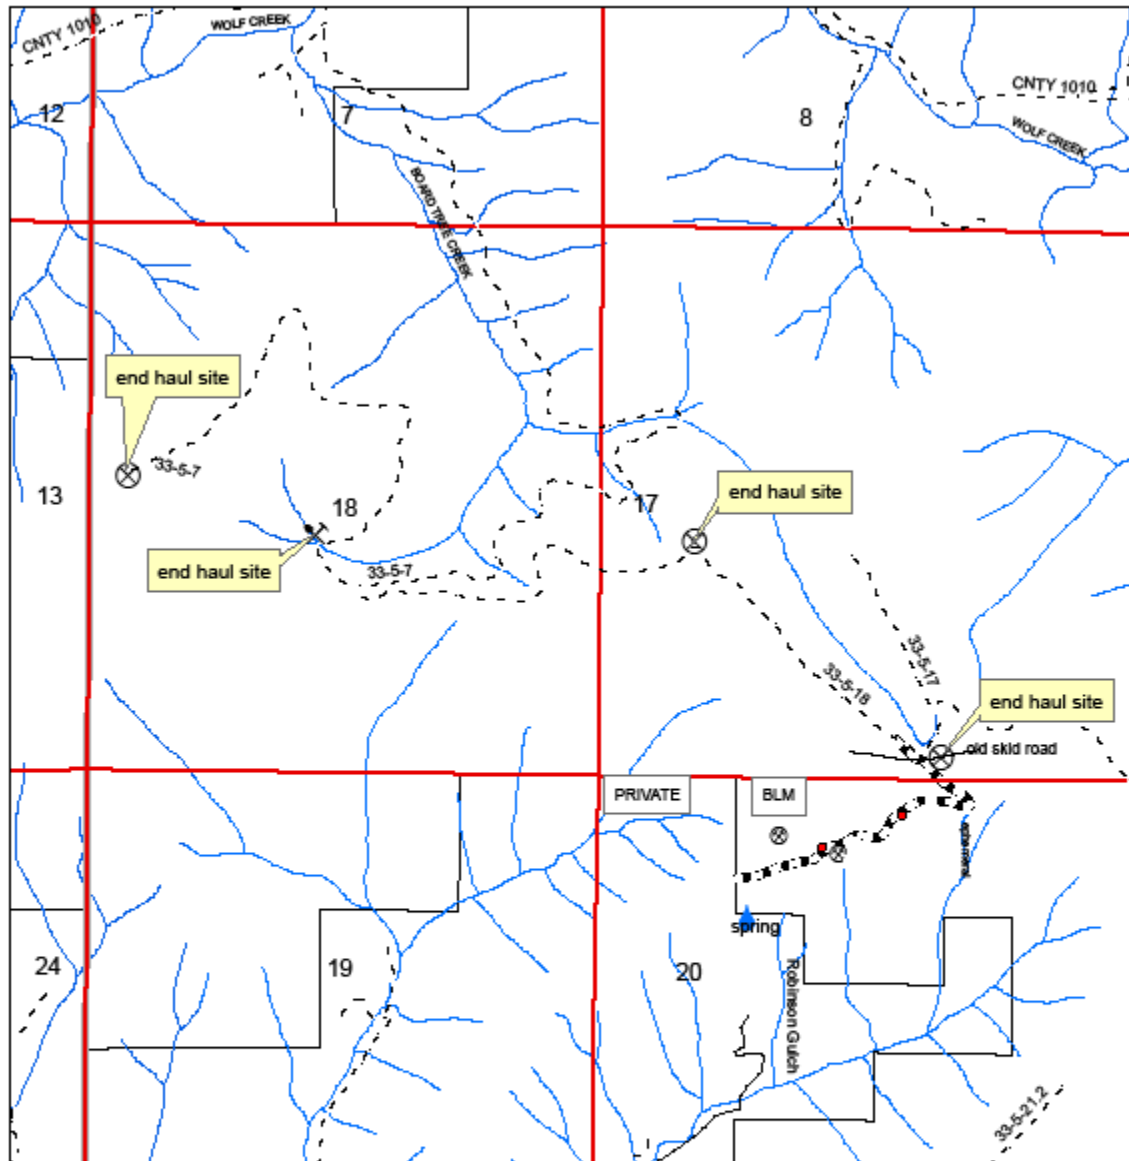 CNTY 1010
WOLF CREEK
12
7
8
CNTY 1010
WOLF CREEK
BOARD TREE CREEK
end haul site
33-5-7
13
18
17
end haul site
end haul site
33-5-7
33-5-17
33-5-18
end haul site
old skid road
PRIVATE
BLM
ephemeral
spring
24
19
20
Robinson Gulch
33-5-21.2